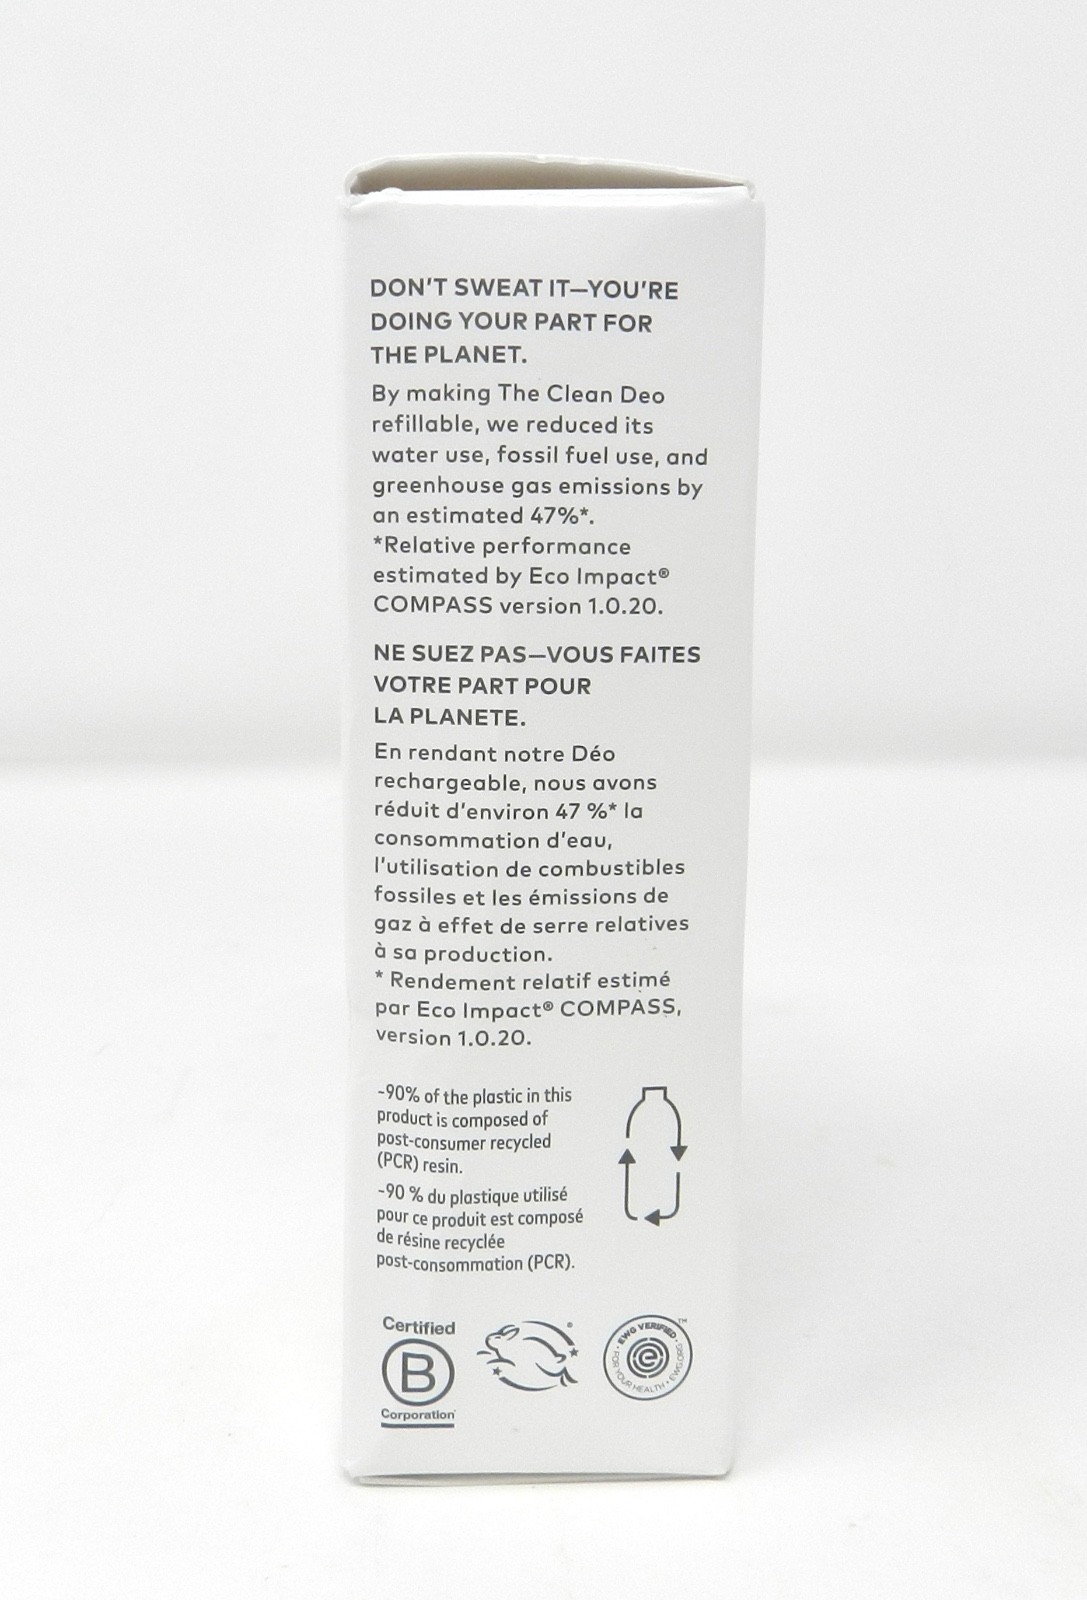 DON'T SWEAT IT—YOU'RE
DOING YOUR PART FOR
THE PLANET.
By making The Clean Deo
refillable, we reduced its
water use, fossil fuel use, and
greenhouse gas emissions by
an estimated 47%*.
*Relative performance
estimated by Eco Impact®
COMPASS version 1.0.20.
NE SUEZ PAS—VOUS FAITES
VOTRE PART POUR
LA PLANETE.
En rendant notre Déo
rechargeable, nous avons
réduit d'environ 47 %* la
consommation d'eau,
l'utilisation de combustibles
fossiles et les émissions de
gaz à effet de serre relatives
à sa production.
* Rendement relatif estimé
par Eco Impact® COMPASS,
version 1.0.20.
~90% of the plastic in this
product is composed of
post-consumer recycled
(PCR) resin.
~90 % du plastique utilisé
pour ce produit est composé
de résine recyclée
post-consommation (PCR).
Certified
B
Corporation
EWG VERIFIED™
FOR YOUR HEALTH • EWG.ORG
e